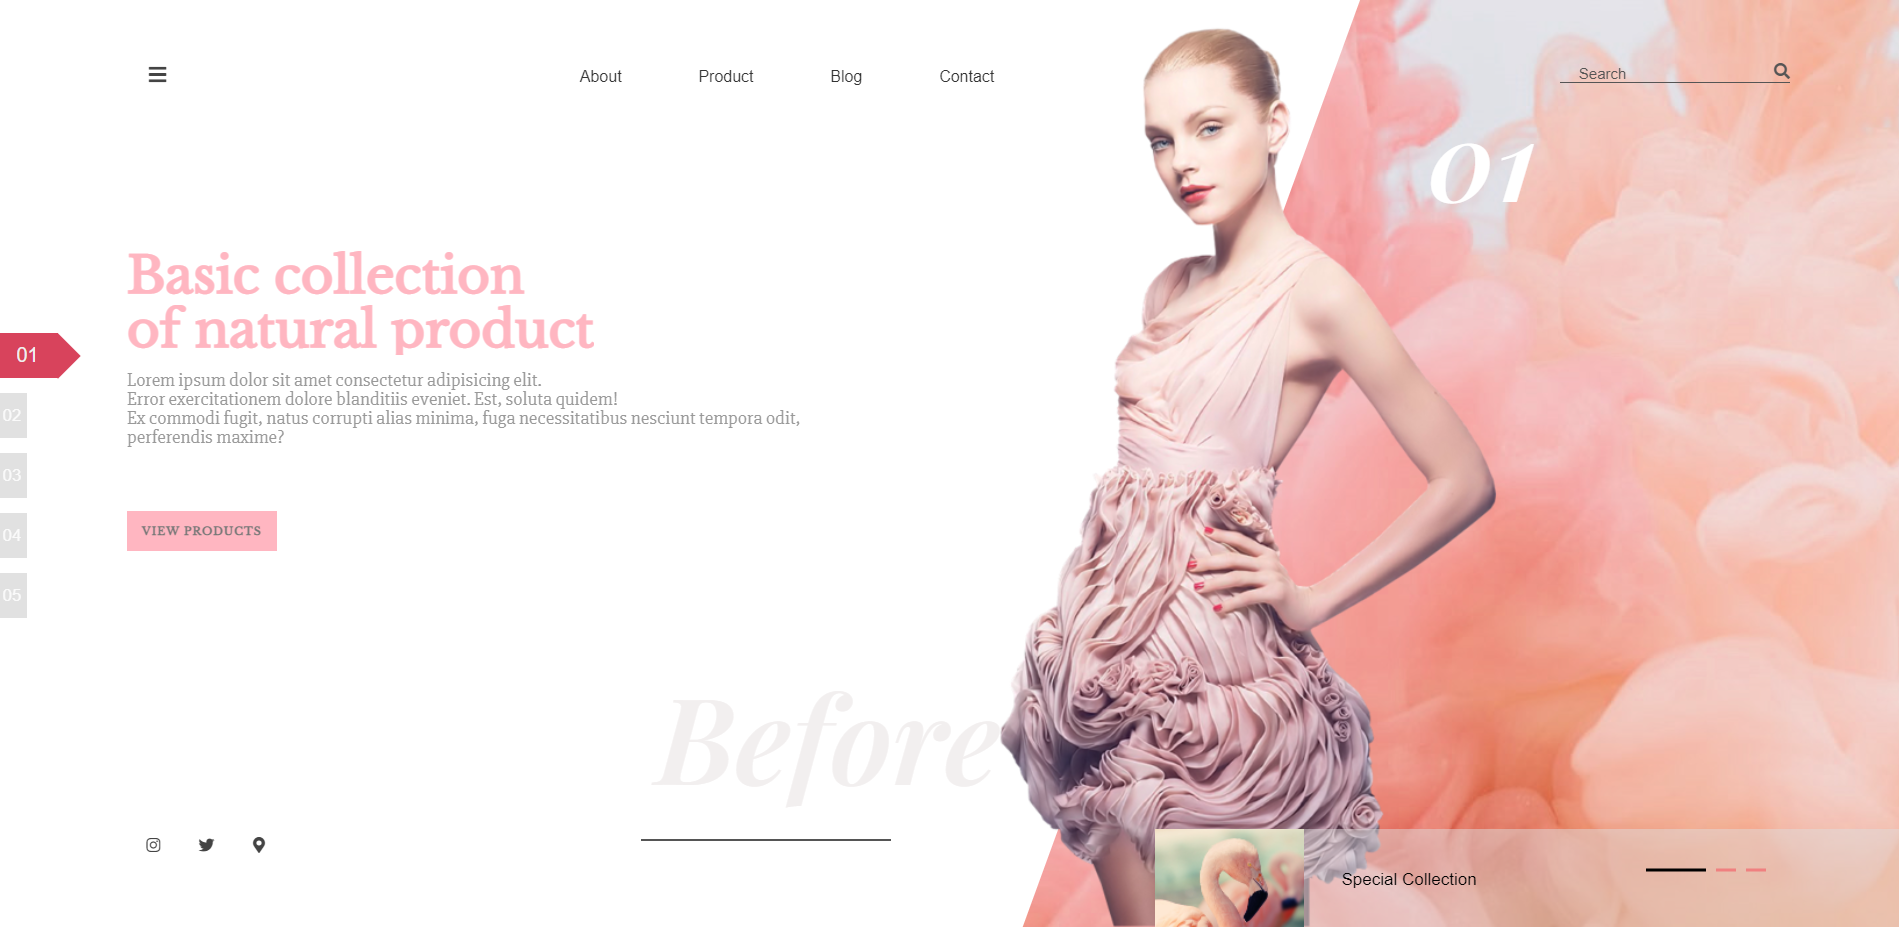 About Product Blog Contact
Search
01
Basic collection
of natural product
Lorem ipsum dolor sit amet consectetur adipisicing elit.
Error exercitationem dolore blanditiis eveniet. Est, soluta quidem!
Ex commodi fugit, natus corrupti alias minima, fuga necessitatibus nesciunt tempora odit,
perferendis maxime?
VIEW PRODUCTS
01
02
03
04
05
Before
Special Collection